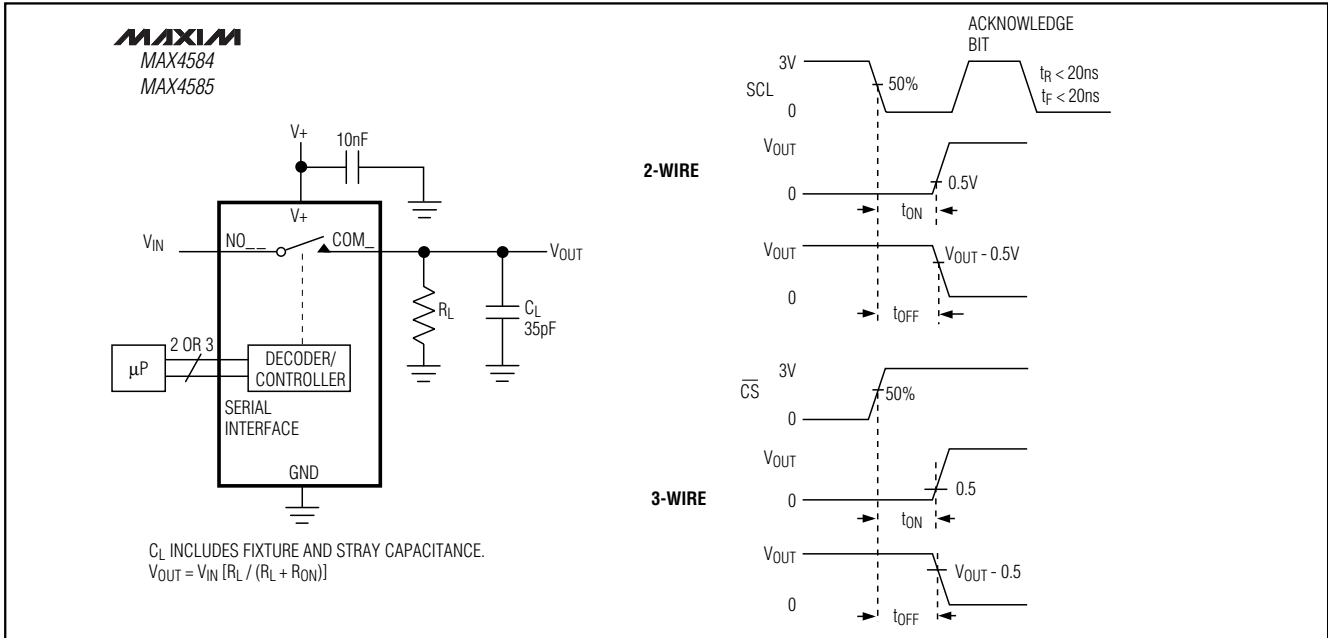 MAXIM
MAX4584
MAX4585
V+
10nF
V+
VIN
NO_ _
COM_
VOUT
RL
CL
35pF
µP
2 OR 3
DECODER/
CONTROLLER
SERIAL
INTERFACE
GND
CL INCLUDES FIXTURE AND STRAY CAPACITANCE.
VOUT = VIN [RL / (RL + RON)]
2-WIRE
ACKNOWLEDGE
BIT
3V
SCL
0
50%
tR < 20ns
tF < 20ns
VOUT
0
0.5V
tON
VOUT
0
VOUT - 0.5V
tOFF
3-WIRE
3V
CS
0
50%
VOUT
0
0.5
tON
VOUT
0
VOUT - 0.5
tOFF